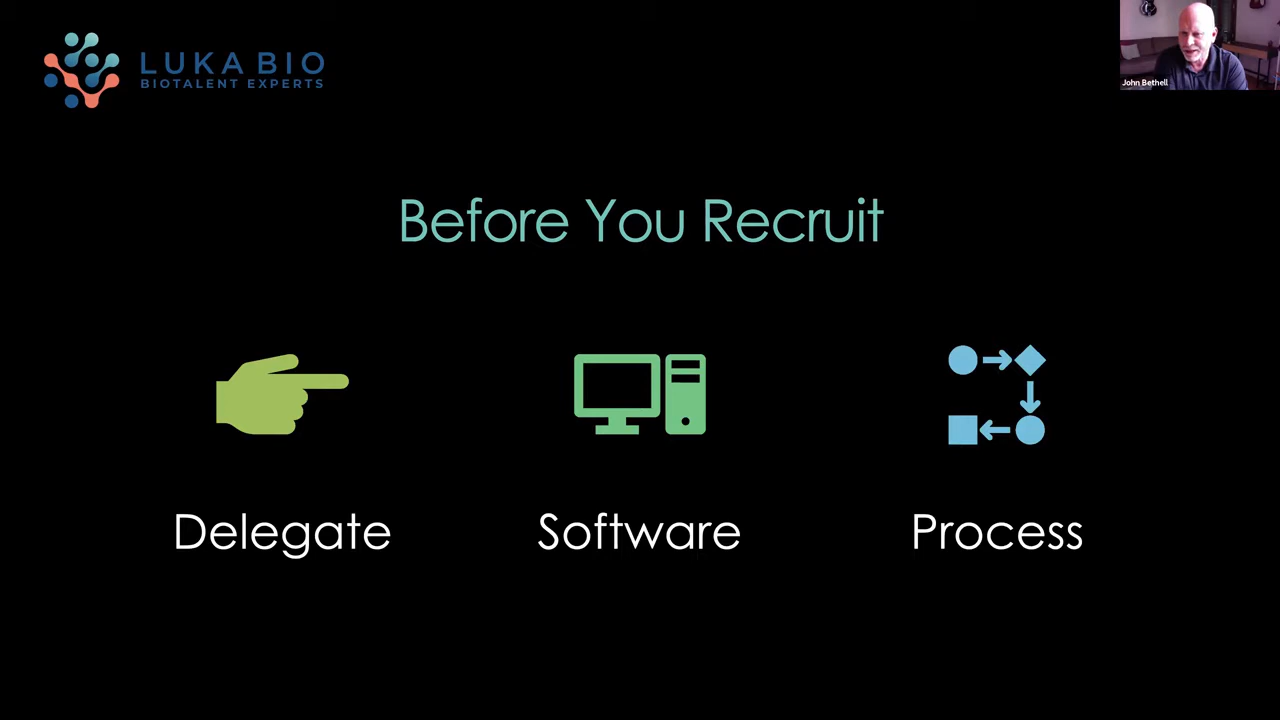 LUKA BIO
BIOTALENT EXPERTS
John Bethell
Before You Recruit
Delegate
Software
Process